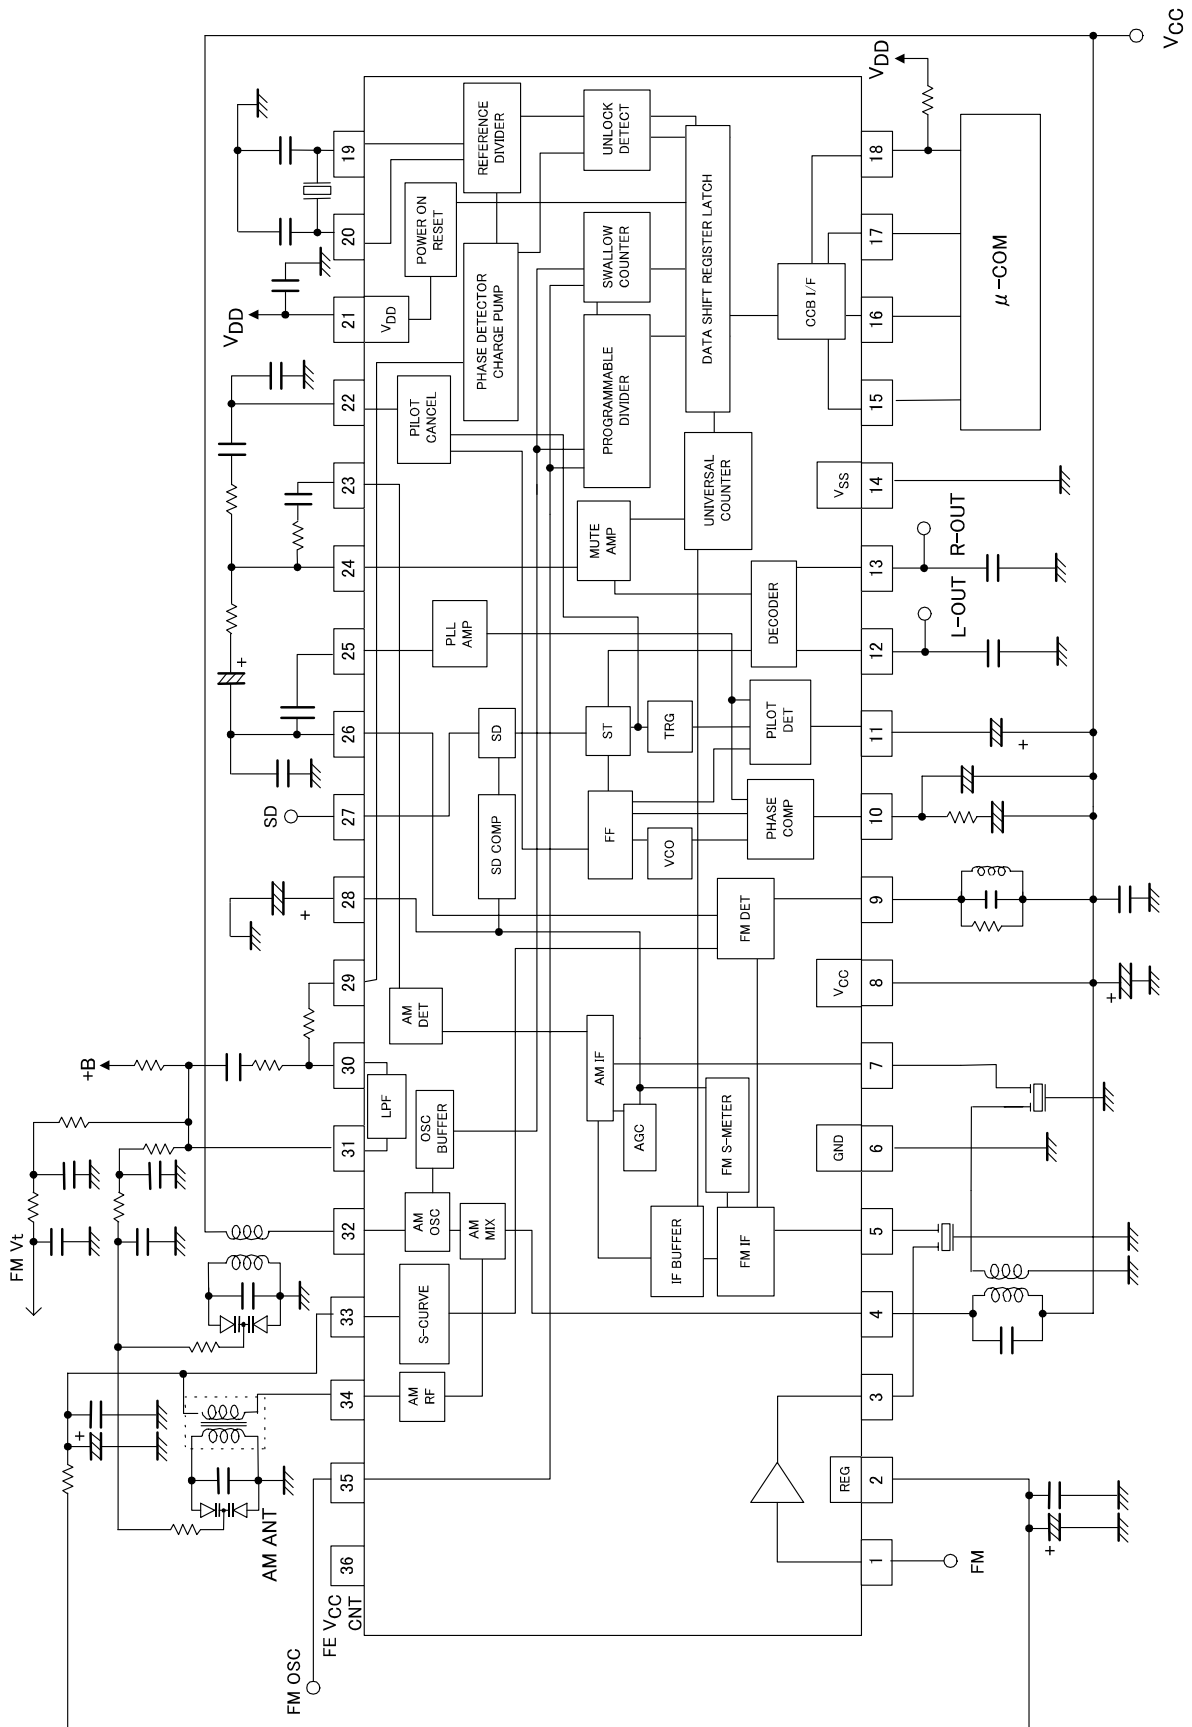 FM Vt
+B
VDD
AM ANT
SD
FM OSC
FE VCC
CNT
36
35
34
33
32
31
30
29
28
27
26
25
24
23
22
21
20
19
VDD
LPF
AM
RF
S-CURVE
AM
OSC
OSC
BUFFER
AM
DET
PILOT
CANCEL
POWER ON
RESET
AM
MIX
PLL
AMP
SD COMP
SD
PHASE DETECTOR
CHARGE PUMP
REFERENCE
DIVIDER
AM IF
FF
ST
MUTE
AMP
PROGRAMMABLE
DIVIDER
SWALLOW
COUNTER
UNLOCK
DETECT
AGC
VCO
TRG
IF BUFFER
FM S-METER
UNIVERSAL
COUNTER
DATA SHIFT REGISTER LATCH
FM IF
FM DET
PHASE
COMP
PILOT
DET
DECODER
CCB I/F
REG
GND
VCC
VSS
1
2
3
4
5
6
7
8
9
10
11
12
13
14
15
16
17
18
VDD
FM
L-OUT
R-OUT
μ-COM
VCC